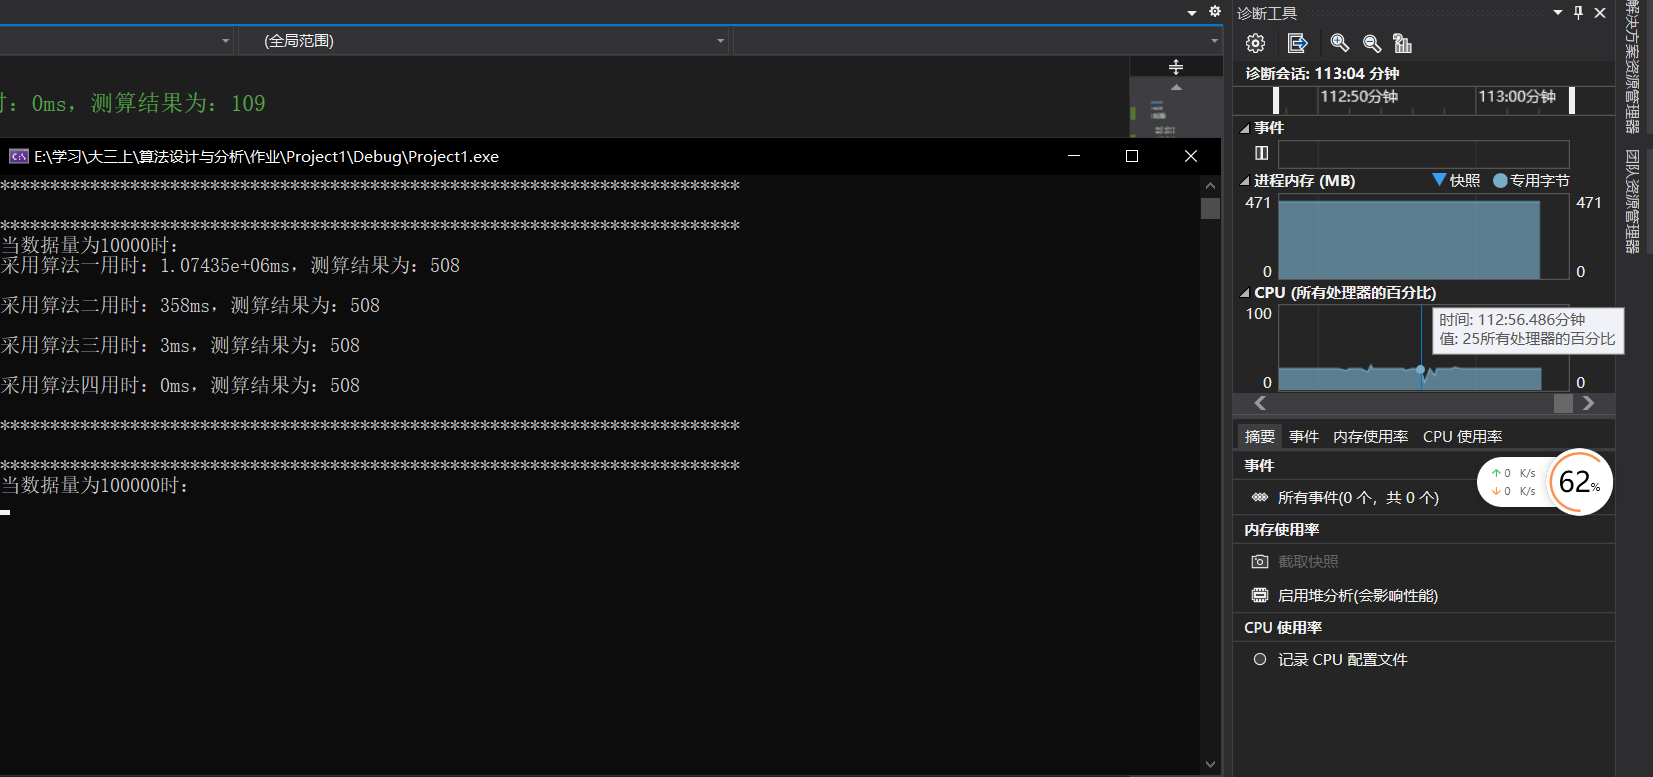 (全局范围)
时：0ms，测算结果为：109
E:\学习\大三上\算法设计与分析\作业\Project1\Debug\Project1.exe
**************************************************************************
**************************************************************************
当数据量为10000时：
采用算法一用时：1.07435e+06ms，测算结果为：508
采用算法二用时：358ms，测算结果为：508
采用算法三用时：3ms，测算结果为：508
采用算法四用时：0ms，测算结果为：508
**************************************************************************
**************************************************************************
当数据量为100000时：
诊断工具
诊断会话: 113:04 分钟
112:50分钟 113:00分钟
事件
进程内存 (MB) 快照 专用字节
471 471
0 0
CPU (所有处理器的百分比)
100
时间: 112:56.486分钟
值: 25所有处理器的百分比
0 0
摘要 事件 内存使用率 CPU 使用率
事件
所有事件(0 个，共 0 个)
0 K/s
0 K/s
62%
内存使用率
截取快照
启用堆分析(会影响性能)
CPU 使用率
记录 CPU 配置文件
解决方案资源管理器
团队资源管理器